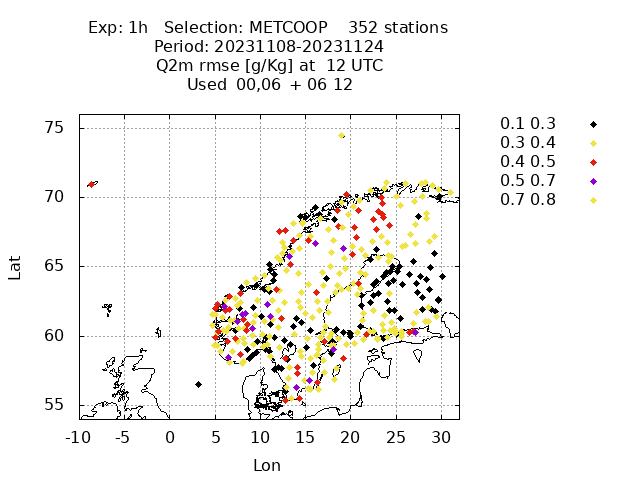 Exp: 1h   Selection: METCOOP    352 stations
Period: 20231108-20231124
Q2m rmse [g/Kg] at  12 UTC
Used  00,06  + 06 12
0.1 0.3
0.3 0.4
0.4 0.5
0.5 0.7
0.7 0.8
75
70
65
60
55
Lat
-10 -5 0 5 10 15 20 25 30
Lon